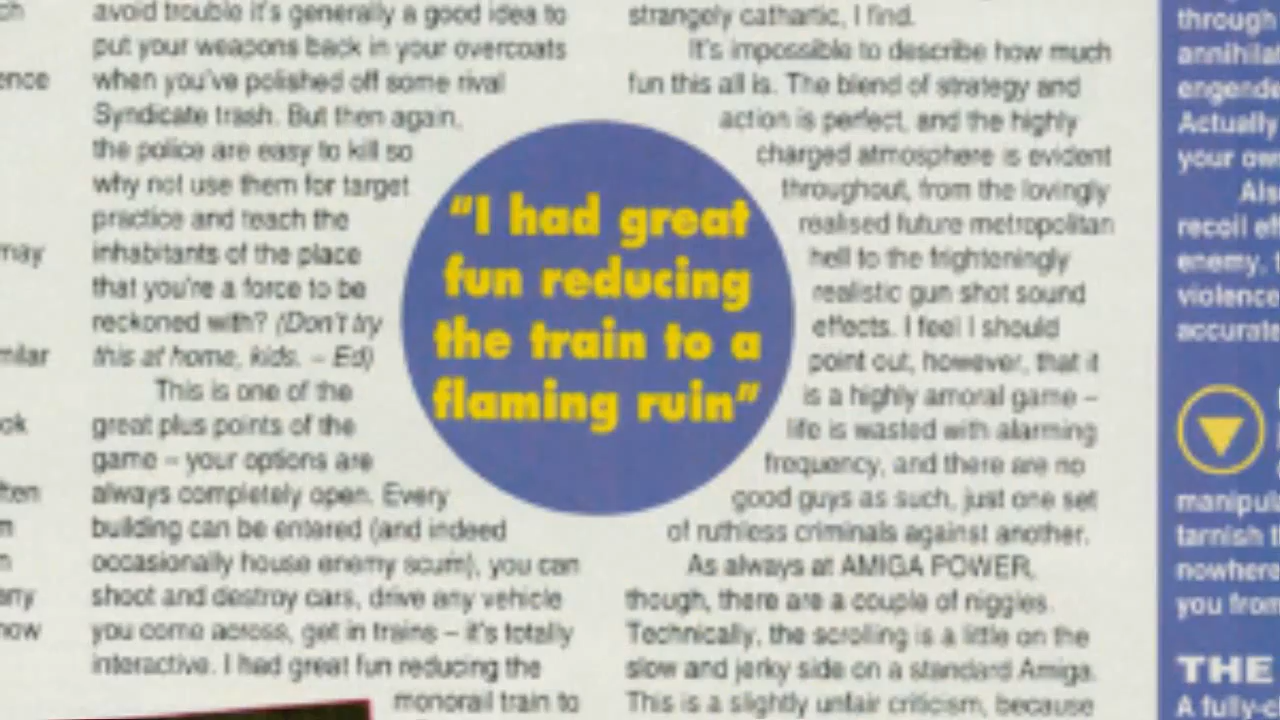 ch
ence
may
milar
ok
ften
m
n
any
now
avoid trouble it's generally a good idea to
put your weapons back in your overcoats
when you've polished off some rival
Syndicate trash. But then again,
the police are easy to kill so
why not use them for target
practice and teach the
inhabitants of the place
that you're a force to be
reckoned with? (Don't try
this at home, kids. – Ed)
This is one of the
great plus points of the
game – your options are
always completely open. Every
building can be entered (and indeed
occasionally house enemy scum), you can
shoot and destroy cars, drive any vehicle
you come across, get in trains – it's totally
interactive. I had great fun reducing the
monorail train to
“I had great
fun reducing
the train to a
flaming ruin”
strangely cathartic, I find.
It's impossible to describe how much
fun this all is. The blend of strategy and
action is perfect, and the highly
charged atmosphere is evident
throughout, from the lovingly
realised future metropolitan
hell to the frighteningly
realistic gun shot sound
effects. I feel I should
point out, however, that it
is a highly amoral game –
life is wasted with alarming
frequency, and there are no
good guys as such, just one set
of ruthless criminals against another.
As always at AMIGA POWER,
though, there are a couple of niggles.
Technically, the scrolling is a little on the
slow and jerky side on a standard Amiga.
This is a slightly unfair criticism, because
through
annihilat
engende
Actually
your own
Als
recoil eff
enemy,
violence
accurate
manipula
tarnish t
nowhere
you from
THE
A fully-c